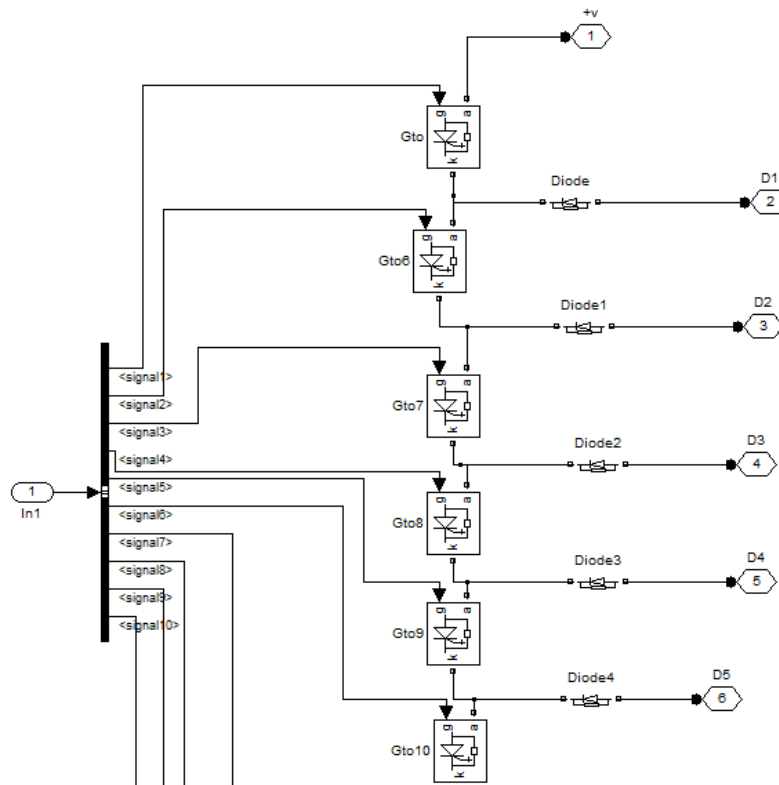 +v
1
g a
Gto
k
Diode
D1
2
g a
Gto6
k
Diode1
D2
3
g a
Gto7
k
Diode2
D3
4
<signal1>
<signal2>
<signal3>
<signal4>
<signal5>
<signal6>
<signal7>
<signal8>
<signal9>
<signal10>
1
In1
g a
Gto8
k
Diode3
D4
5
g a
Gto9
k
Diode4
D5
6
g a
Gto10
k